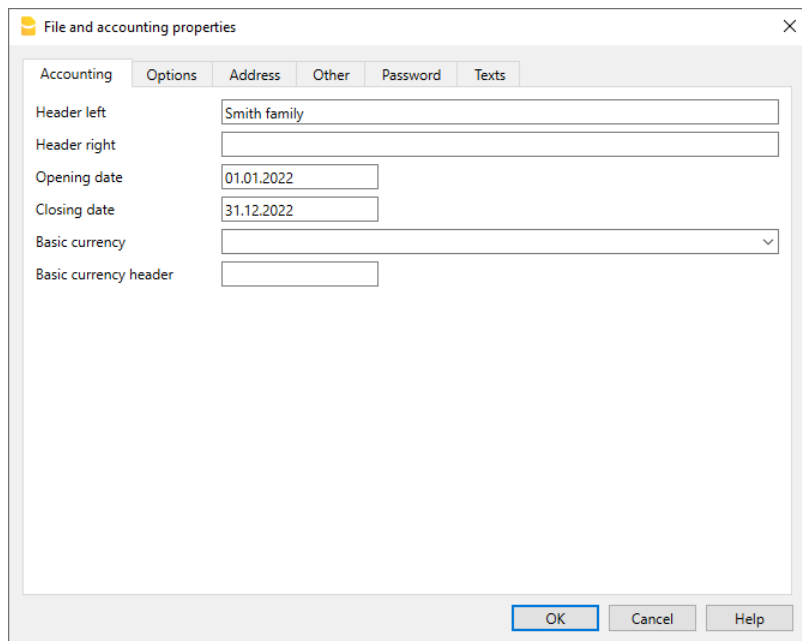 File and accounting properties
Accounting Options Address Other Password Texts
Header left Smith family
Header right
Opening date 01.01.2022
Closing date 31.12.2022
Basic currency
Basic currency header
OK Cancel Help